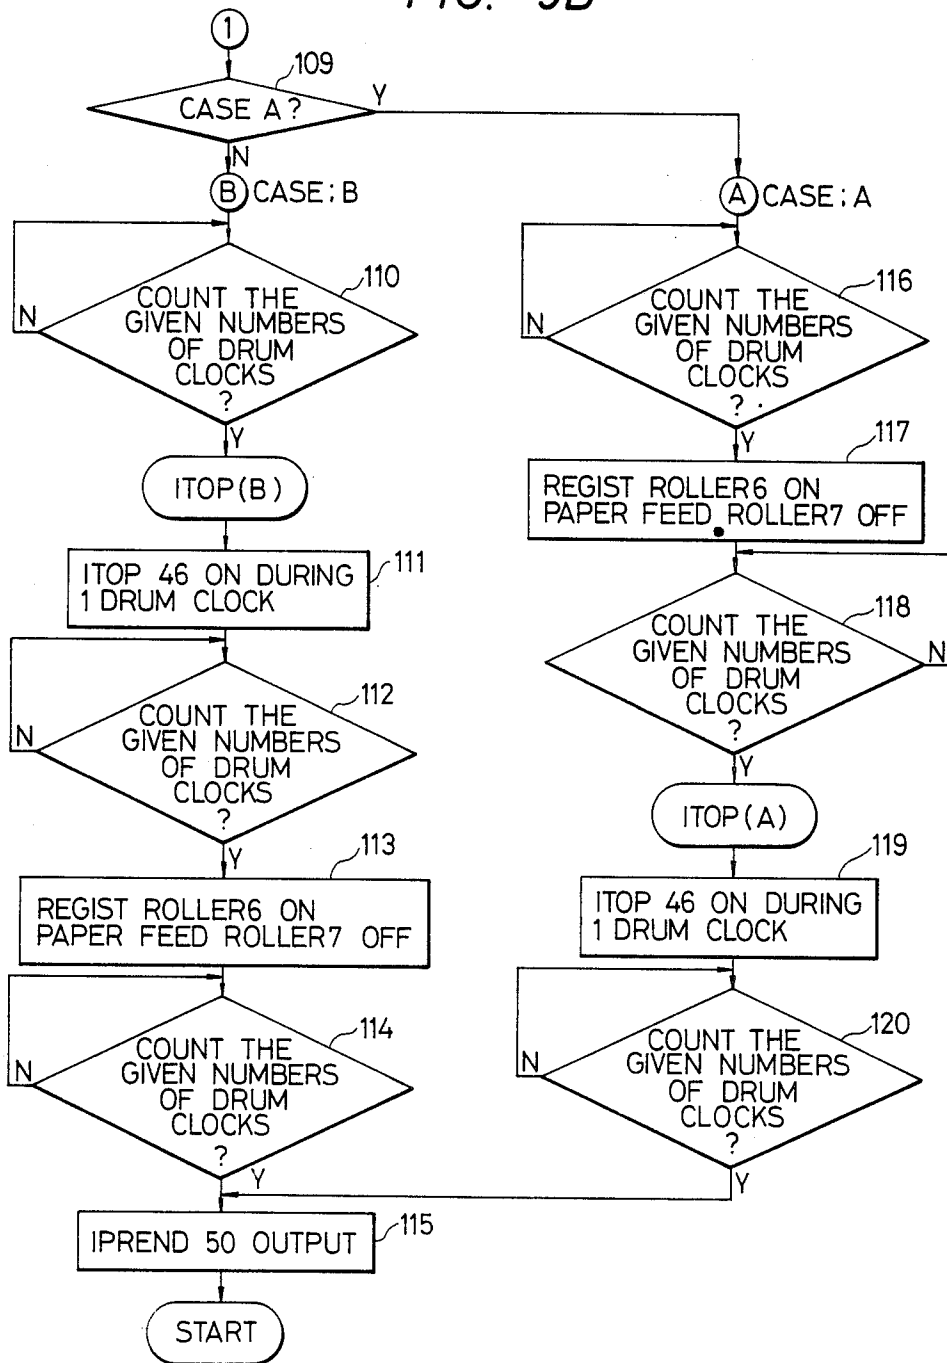 FIG. 9B
1
109
CASE A?
Y
N
B CASE; B
A CASE; A
110
COUNT THE
GIVEN NUMBERS
OF DRUM
CLOCKS
?
N
Y
ITOP(B)
111
ITOP 46 ON DURING
1 DRUM CLOCK
112
COUNT THE
GIVEN NUMBERS
OF DRUM
CLOCKS
?
N
Y
113
REGIST ROLLER6 ON
PAPER FEED ROLLER7 OFF
114
COUNT THE
GIVEN NUMBERS
OF DRUM
CLOCKS
?
N
Y
116
COUNT THE
GIVEN NUMBERS
OF DRUM
CLOCKS
?
N
Y
117
REGIST ROLLER6 ON
PAPER FEED ROLLER7 OFF
118
COUNT THE
GIVEN NUMBERS
OF DRUM
CLOCKS
?
N
Y
ITOP(A)
119
ITOP 46 ON DURING
1 DRUM CLOCK
120
COUNT THE
GIVEN NUMBERS
OF DRUM
CLOCKS
?
N
Y
115
IPREND 50 OUTPUT
START